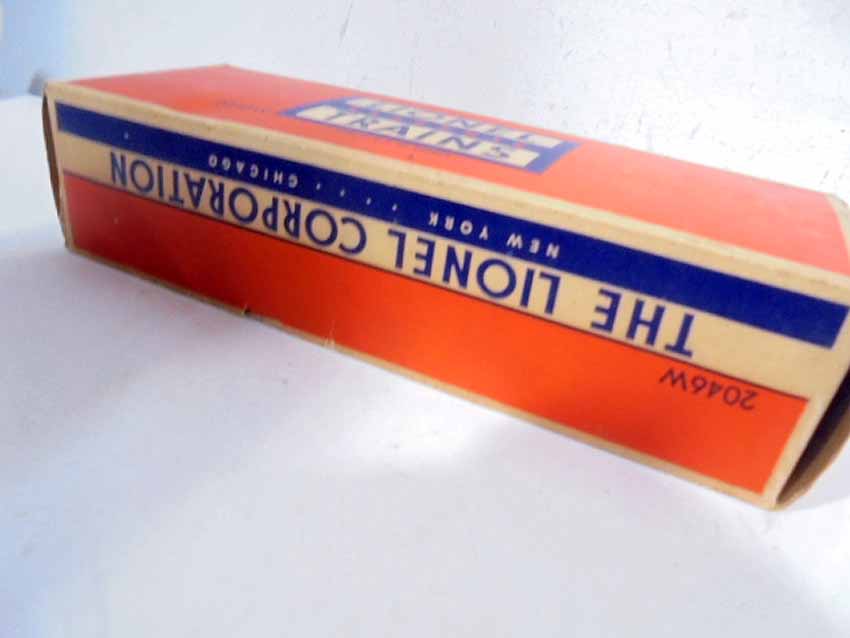 LIONEL
TRAINS
2046W
THE LIONEL CORPORATION
NEW YORK . . . . . CHICAGO